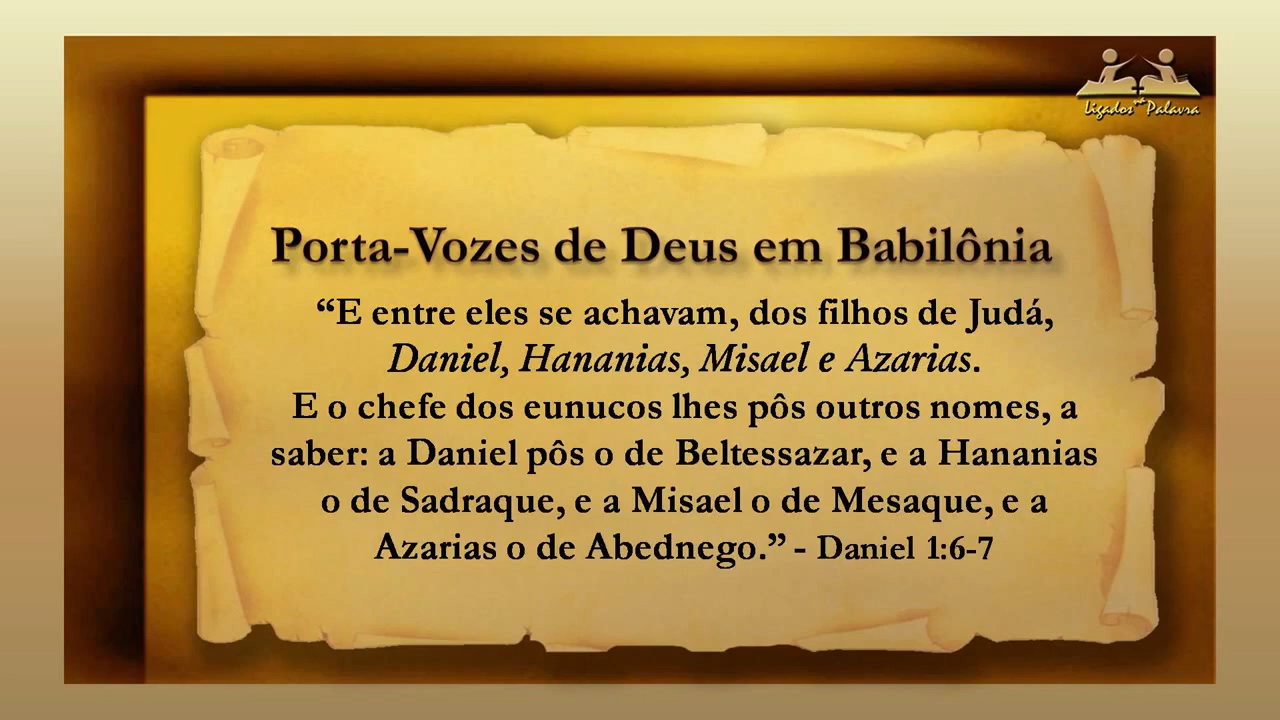 Ligados na Palavra
Porta-Vozes de Deus em Babilônia
“E entre eles se achavam, dos filhos de Judá,
Daniel, Hananias, Misael e Azarias.
E o chefe dos eunucos lhes pôs outros nomes, a
saber: a Daniel pôs o de Beltessazar, e a Hananias
o de Sadraque, e a Misael o de Mesaque, e a
Azarias o de Abednego.” - Daniel 1:6-7